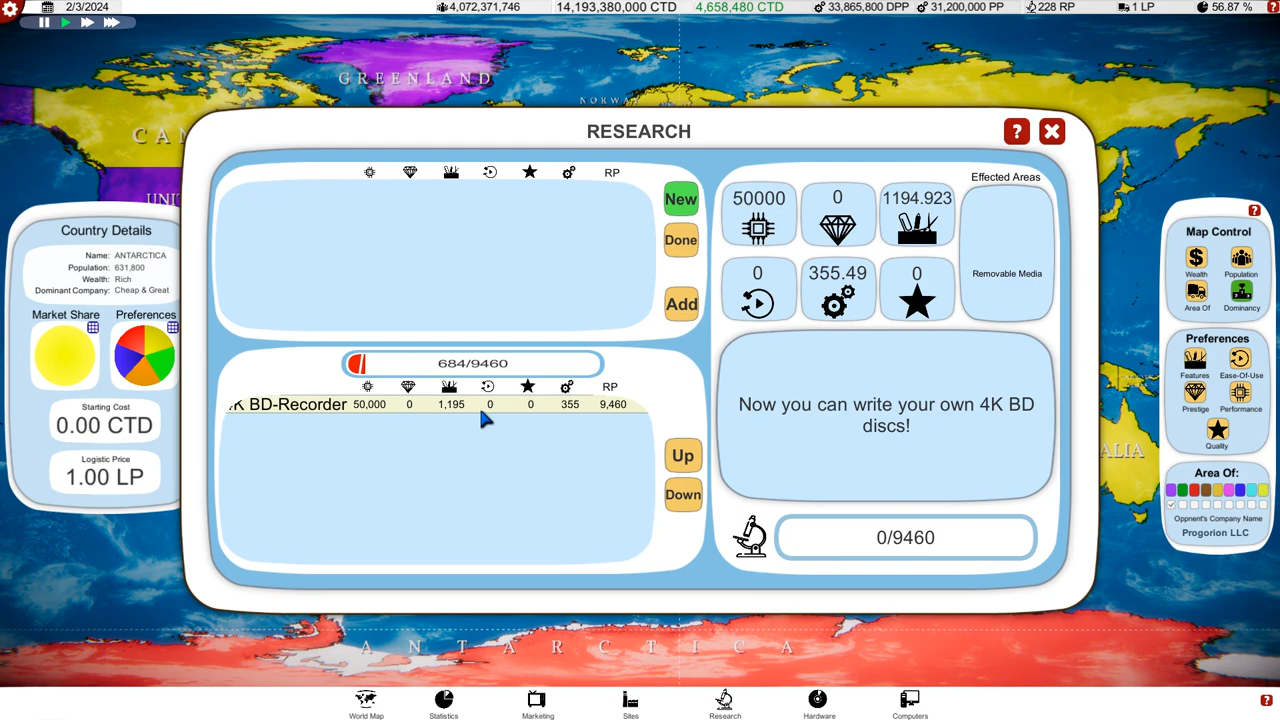 2/3/2024
4,072,371,746
14,193,380,000 CTD
4,658,480 CTD
33,865,800 DPP
31,200,000 PP
228 RP
1 LP
56.87 %
?
GREENLAND
NORWA
CAN
UNIT
ALIA
ANTARCTICA
RESEARCH
?
RP
New
Done
Add
684/9460
RP
K BD-Recorder 50,000 0 1,195 0 0 355 9,460
Up
Down
Effected Areas
50000
0
1194.923
0
355.49
0
Removable Media
Now you can write your own 4K BD
discs!
0/9460
Country Details
Name: ANTARCTICA
Population: 631,800
Wealth: Rich
Dominant Company: Cheap & Great
Market Share
Preferences
Starting Cost
0.00 CTD
Logistic Price
1.00 LP
?
Map Control
$
Wealth
Population
Area Of
Dominancy
Preferences
Features
Ease-Of-Use
Prestige
Performance
Quality
Area Of:
Oppnent's Company Name
Progorion LLC
World Map
Statistics
Marketing
Sites
Research
Hardware
Computers
?